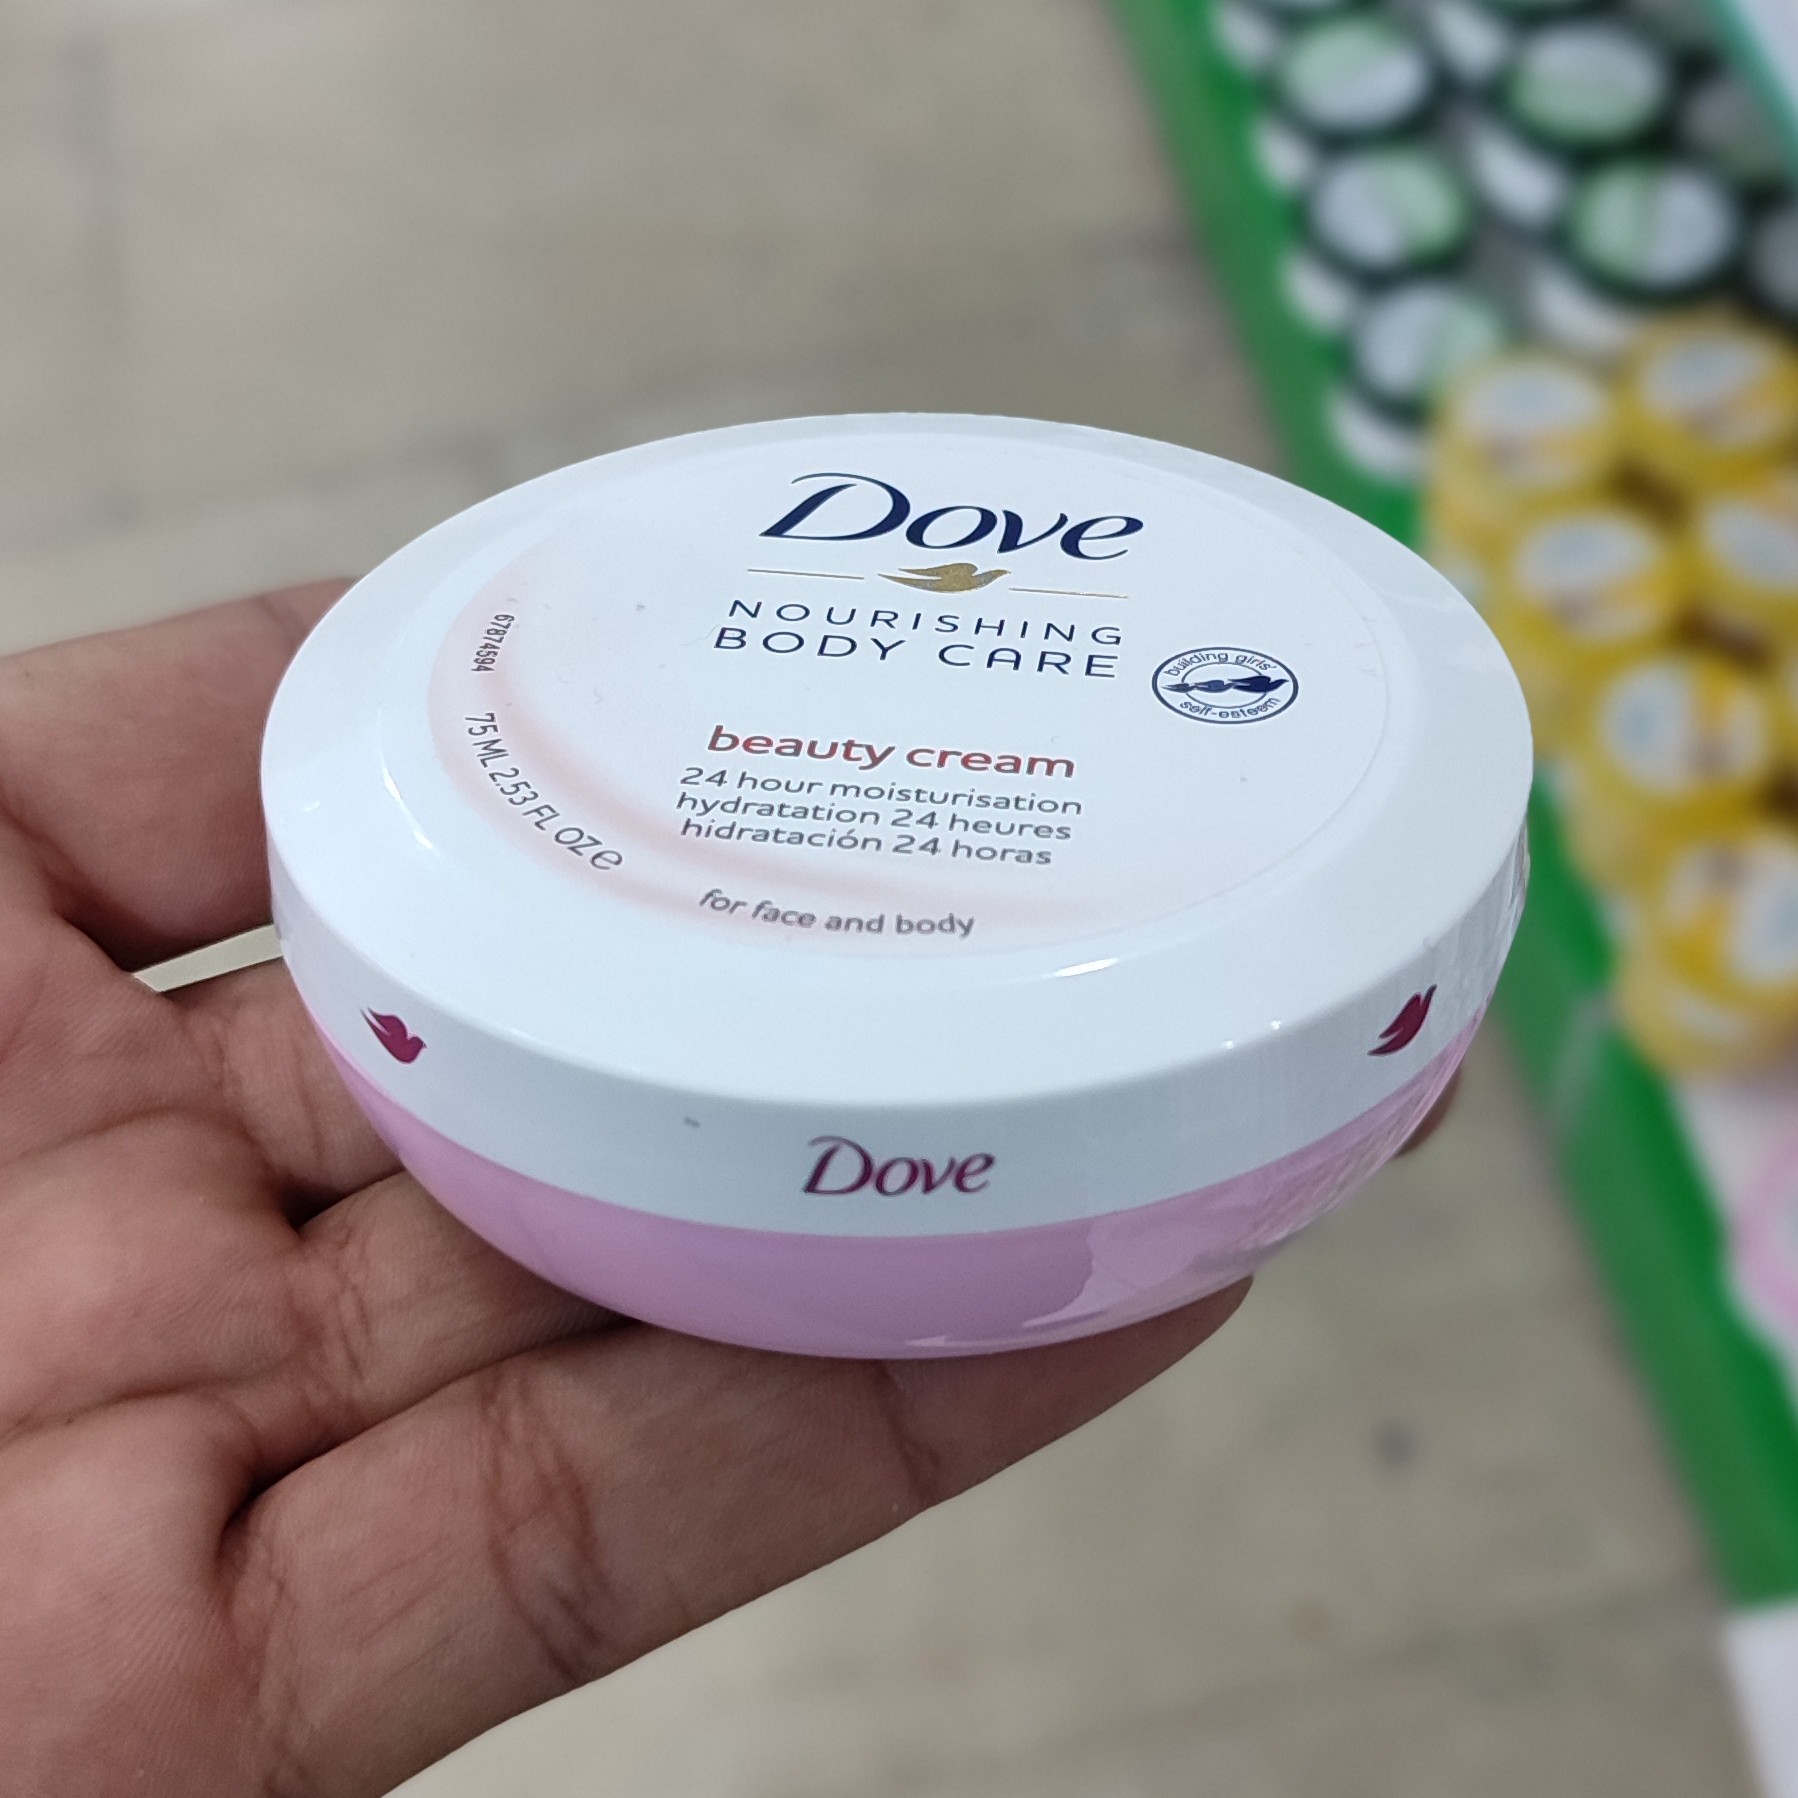 Dove
NOURISHING
BODY CARE
building girls'
self-esteem
beauty cream
24 hour moisturisation
hydratation 24 heures
hidratación 24 horas
for face and body
67874594
75 ML 2.53 FL OZ e
Dove